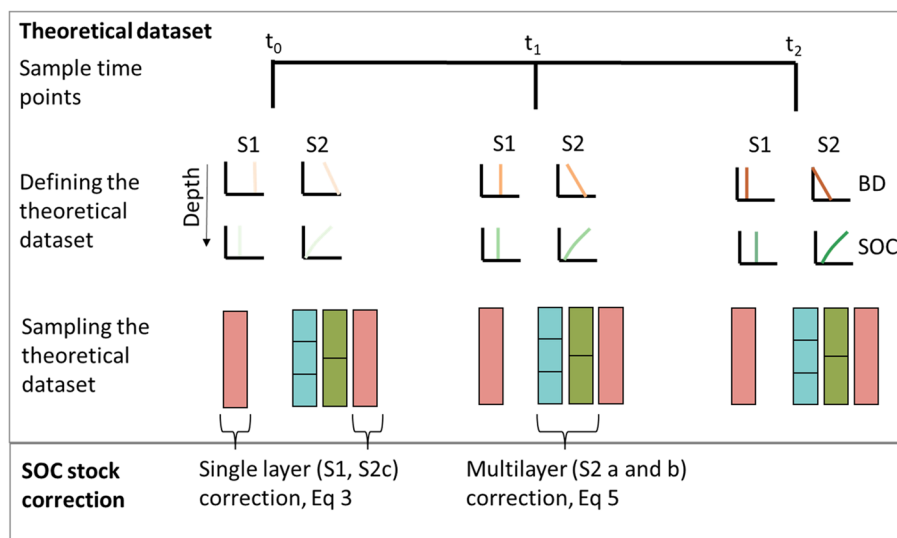 Theoretical dataset
Sample time
points
t0
t1
t2
Defining the
theoretical
dataset
Depth
S1
S2
S1
S2
S1
S2
BD
SOC
Sampling the
theoretical
dataset
SOC stock
correction
Single layer (S1, S2c)
correction, Eq 3
Multilayer (S2 a and b)
correction, Eq 5